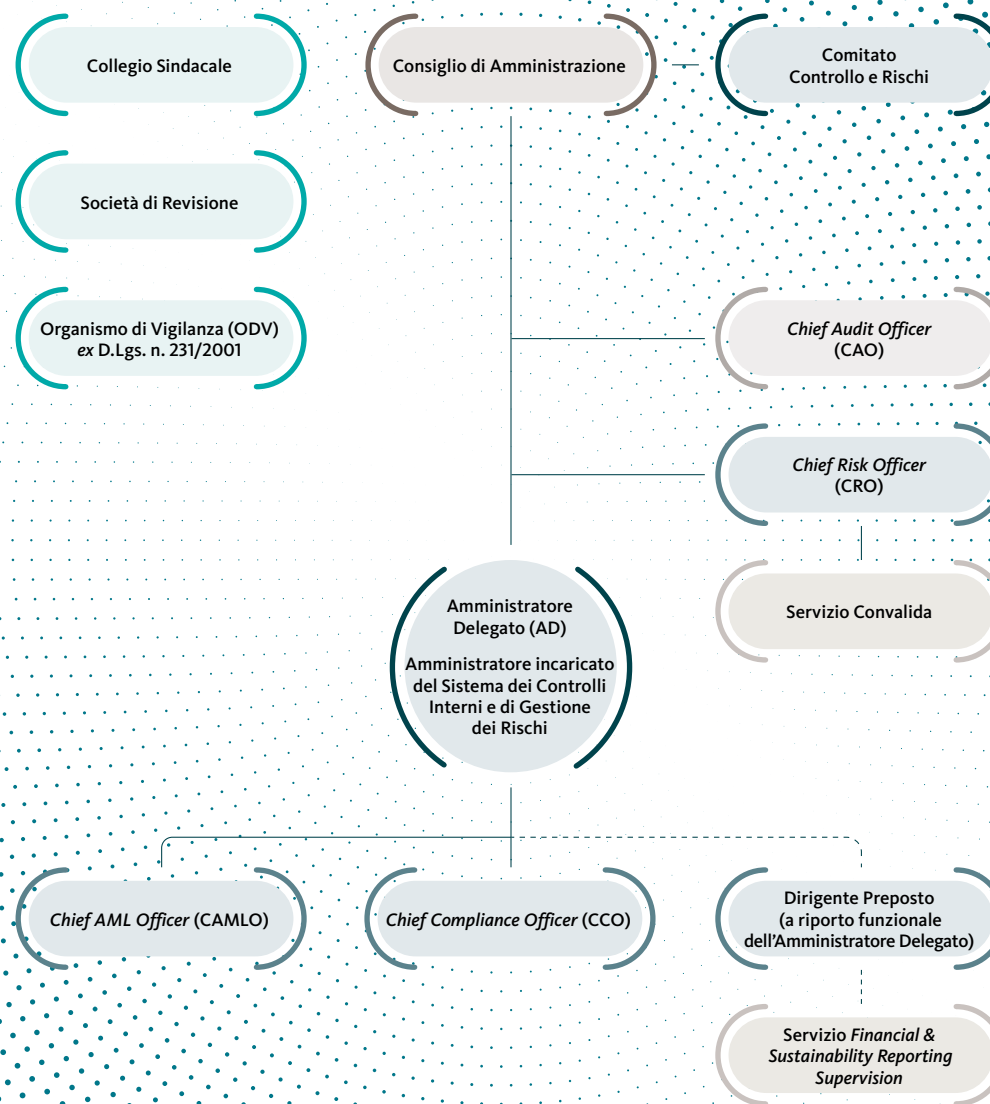 Collegio Sindacale
Consiglio di Amministrazione
Comitato
Controllo e Rischi
Società di Revisione
Organismo di Vigilanza (ODV)
ex D.Lgs. n. 231/2001
Chief Audit Officer
(CAO)
Chief Risk Officer
(CRO)
Servizio Convalida
Amministratore
Delegato (AD)
Amministratore incaricato
del Sistema dei Controlli
Interni e di Gestione
dei Rischi
Chief AML Officer (CAMLO)
Chief Compliance Officer (CCO)
Dirigente Preposto
(a riporto funzionale
dell'Amministratore Delegato)
Servizio Financial &
Sustainability Reporting
Supervision